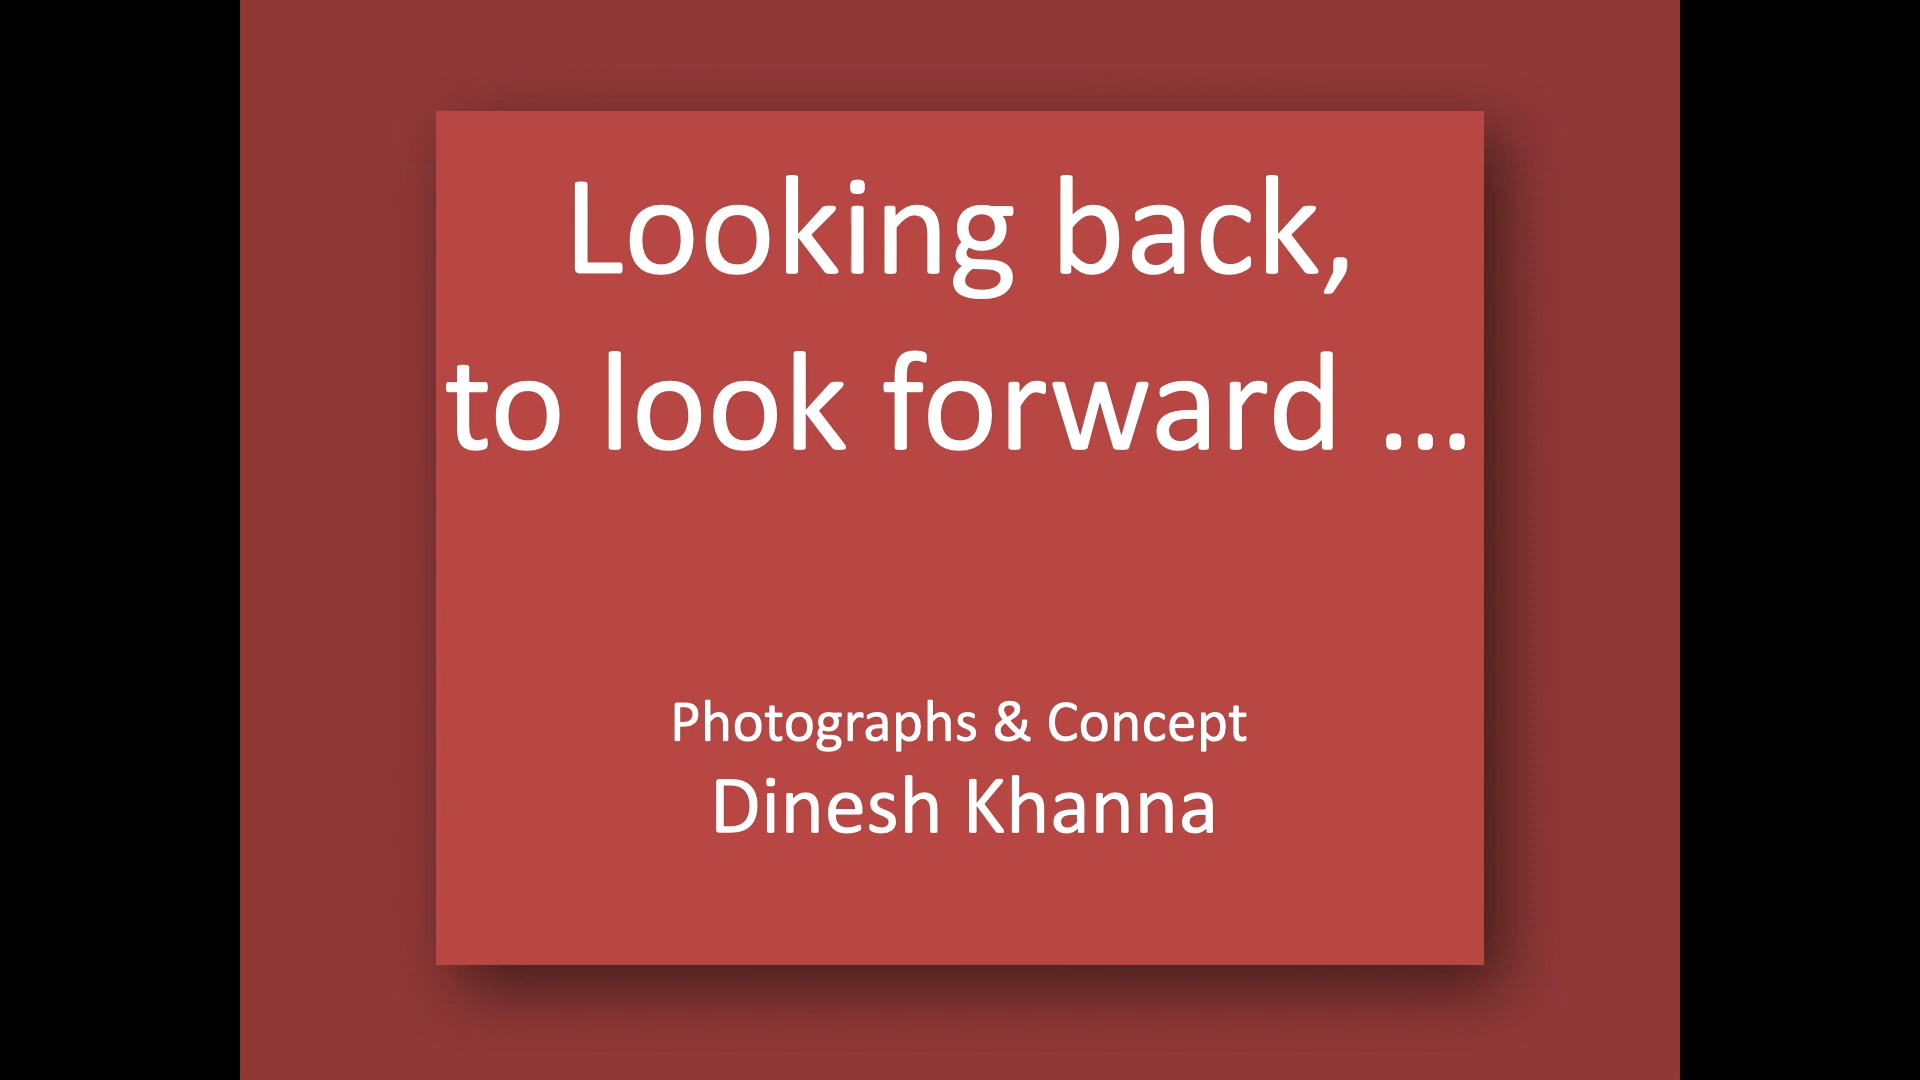 Looking back,
to look forward ...
Photographs & Concept
Dinesh Khanna